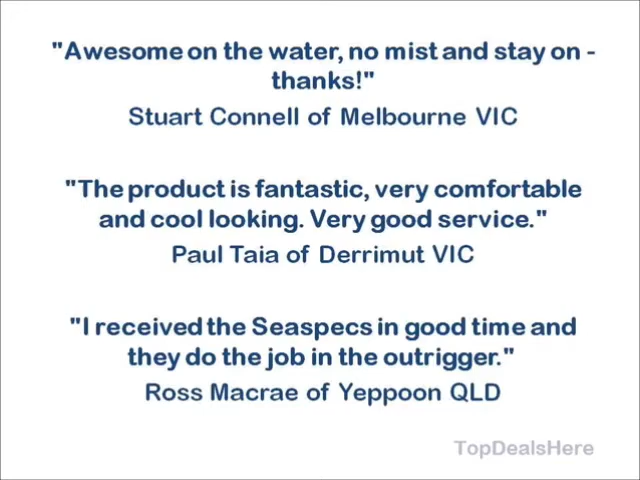 "Awesome on the water, no mist and stay on -
thanks!"
Stuart Connell of Melbourne VIC
"The product is fantastic, very comfortable
and cool looking. Very good service."
Paul Taia of Derrimut VIC
"I received the Seaspecs in good time and
they do the job in the outrigger."
Ross Macrae of Yeppoon QLD
TopDealsHere